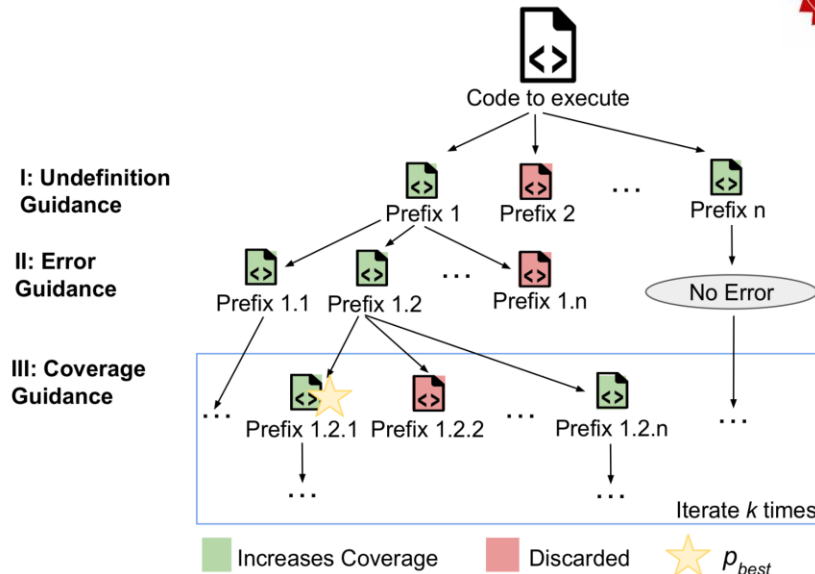 <>
Code to execute
I: Undefinition
Guidance
<>
<>
...
<>
Prefix 1
Prefix 2
Prefix n
II: Error
Guidance
<>
<>
...
<>
No Error
Prefix 1.1
Prefix 1.2
Prefix 1.n
III: Coverage
Guidance
...
<>
<>
...
<>
...
Prefix 1.2.1
Prefix 1.2.2
Prefix 1.2.n
...
...
Iterate k times
Increases Coverage
Discarded
p_best